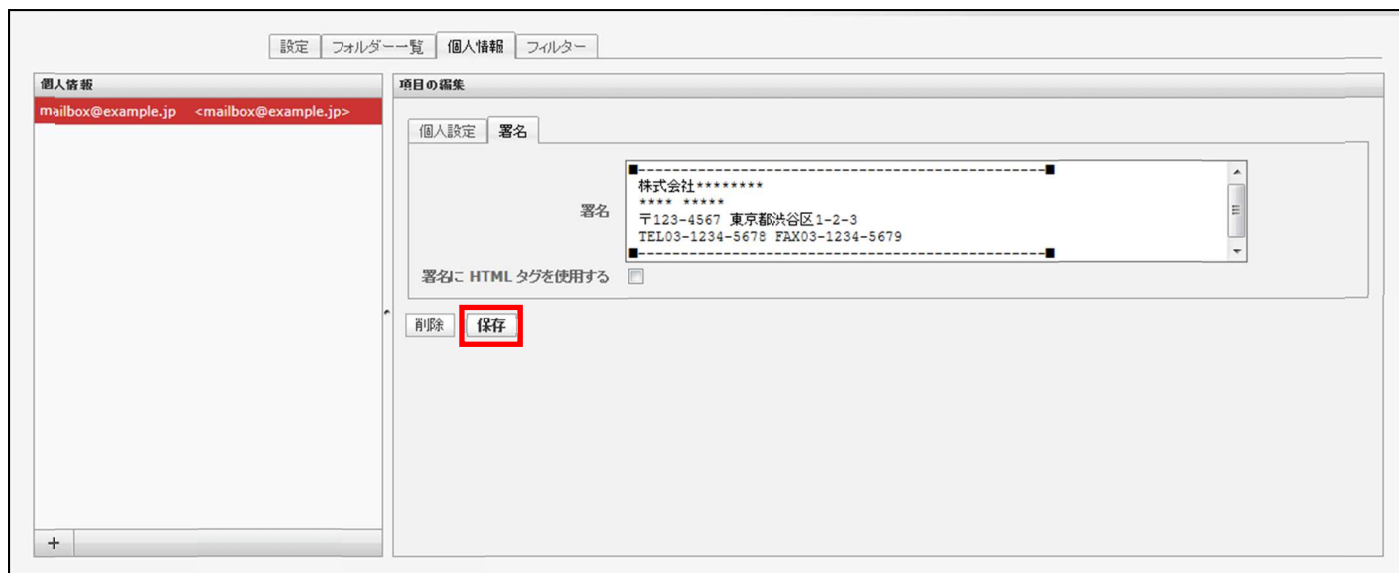 設定 フォルダー一覧 個人情報 フィルター
個人情報
mailbox@example.jp <mailbox@example.jp>
項目の編集
個人設定 署名
署名
■------------------------------------------------■
株式会社********
**** *****
〒123-4567 東京都渋谷区1-2-3
TEL03-1234-5678 FAX03-1234-5679
■------------------------------------------------■
署名に HTML タグを使用する
削除 保存
+